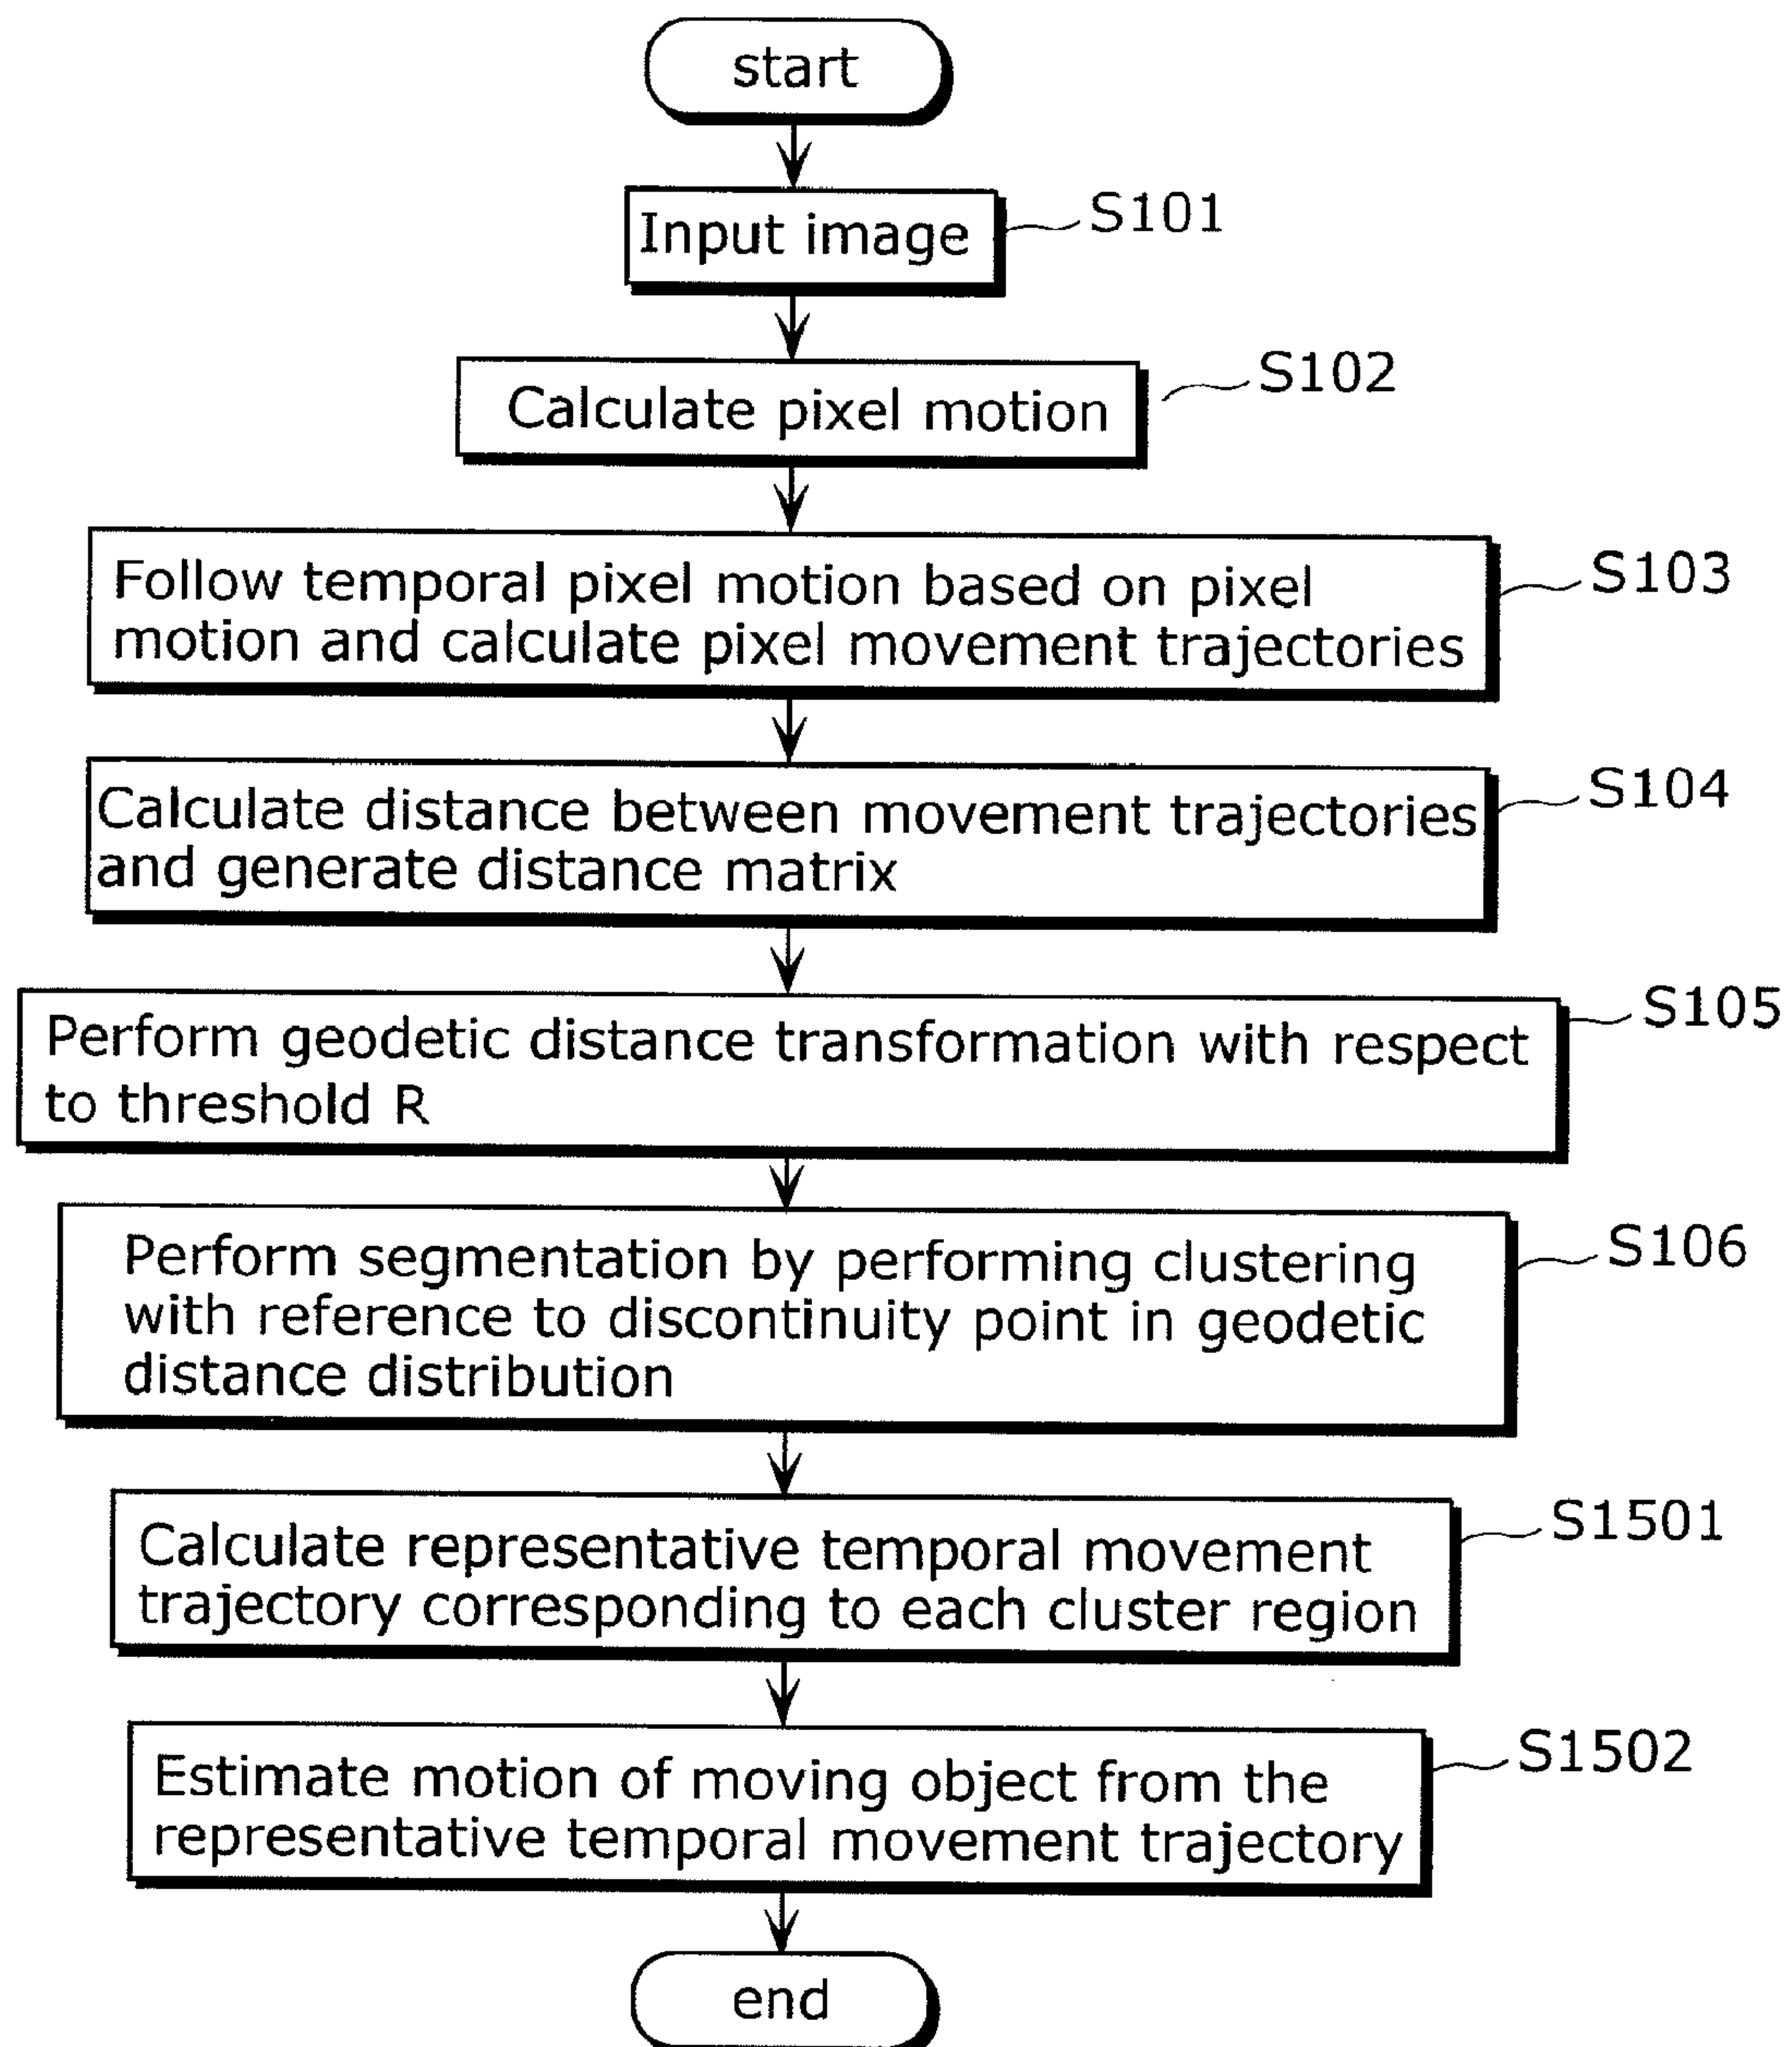 start
Input image
S101
Calculate pixel motion
S102
Follow temporal pixel motion based on pixel
motion and calculate pixel movement trajectories
S103
Calculate distance between movement trajectories
and generate distance matrix
S104
Perform geodetic distance transformation with respect
to threshold R
S105
Perform segmentation by performing clustering
with reference to discontinuity point in geodetic
distance distribution
S106
Calculate representative temporal movement
trajectory corresponding to each cluster region
S1501
Estimate motion of moving object from the
representative temporal movement trajectory
S1502
end